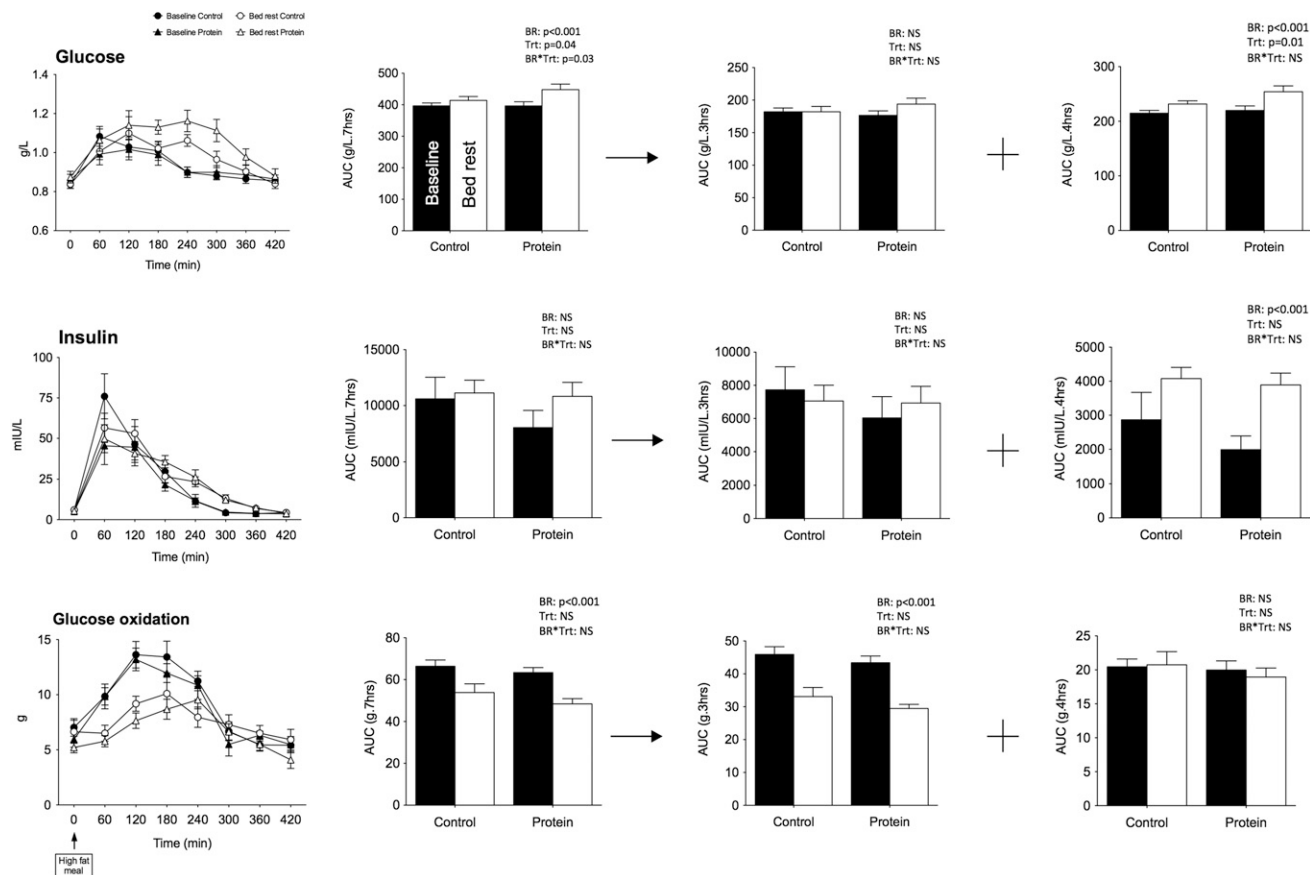 Baseline Control
Bed rest Control
Baseline Protein
Bed rest Protein
Glucose
1.4
1.2
1.0
0.8
0.6
g/L
0 60 120 180 240 300 360 420
Time (min)
BR: p<0.001
Trt: p=0.04
BR*Trt: p=0.03
500
400
300
200
100
0
AUC (g/L.7hrs)
Baseline
Bed rest
Control Protein
BR: NS
Trt: NS
BR*Trt: NS
250
200
150
100
50
0
AUC (g/L.3hrs)
Control Protein
BR: p<0.001
Trt: p=0.01
BR*Trt: NS
300
200
100
0
AUC (g/L.4hrs)
Control Protein
Insulin
100
75
50
25
0
mIU/L
0 60 120 180 240 300 360 420
Time (min)
BR: NS
Trt: NS
BR*Trt: NS
15000
10000
5000
0
AUC (mIU/L.7hrs)
Control Protein
BR: NS
Trt: NS
BR*Trt: NS
10000
8000
6000
4000
2000
0
AUC (mIU/L.3hrs)
Control Protein
BR: p<0.001
Trt: NS
BR*Trt: NS
5000
4000
3000
2000
1000
0
AUC (mIU/L.4hrs)
Control Protein
Glucose oxidation
15
10
5
0
g
0 60 120 180 240 300 360 420
Time (min)
High fat
meal
BR: p<0.001
Trt: NS
BR*Trt: NS
80
60
40
20
0
AUC (g.7hrs)
Control Protein
BR: p<0.001
Trt: NS
BR*Trt: NS
50
40
30
20
10
0
AUC (g.3hrs)
Control Protein
BR: NS
Trt: NS
BR*Trt: NS
25
20
15
10
5
0
AUC (g.4hrs)
Control Protein